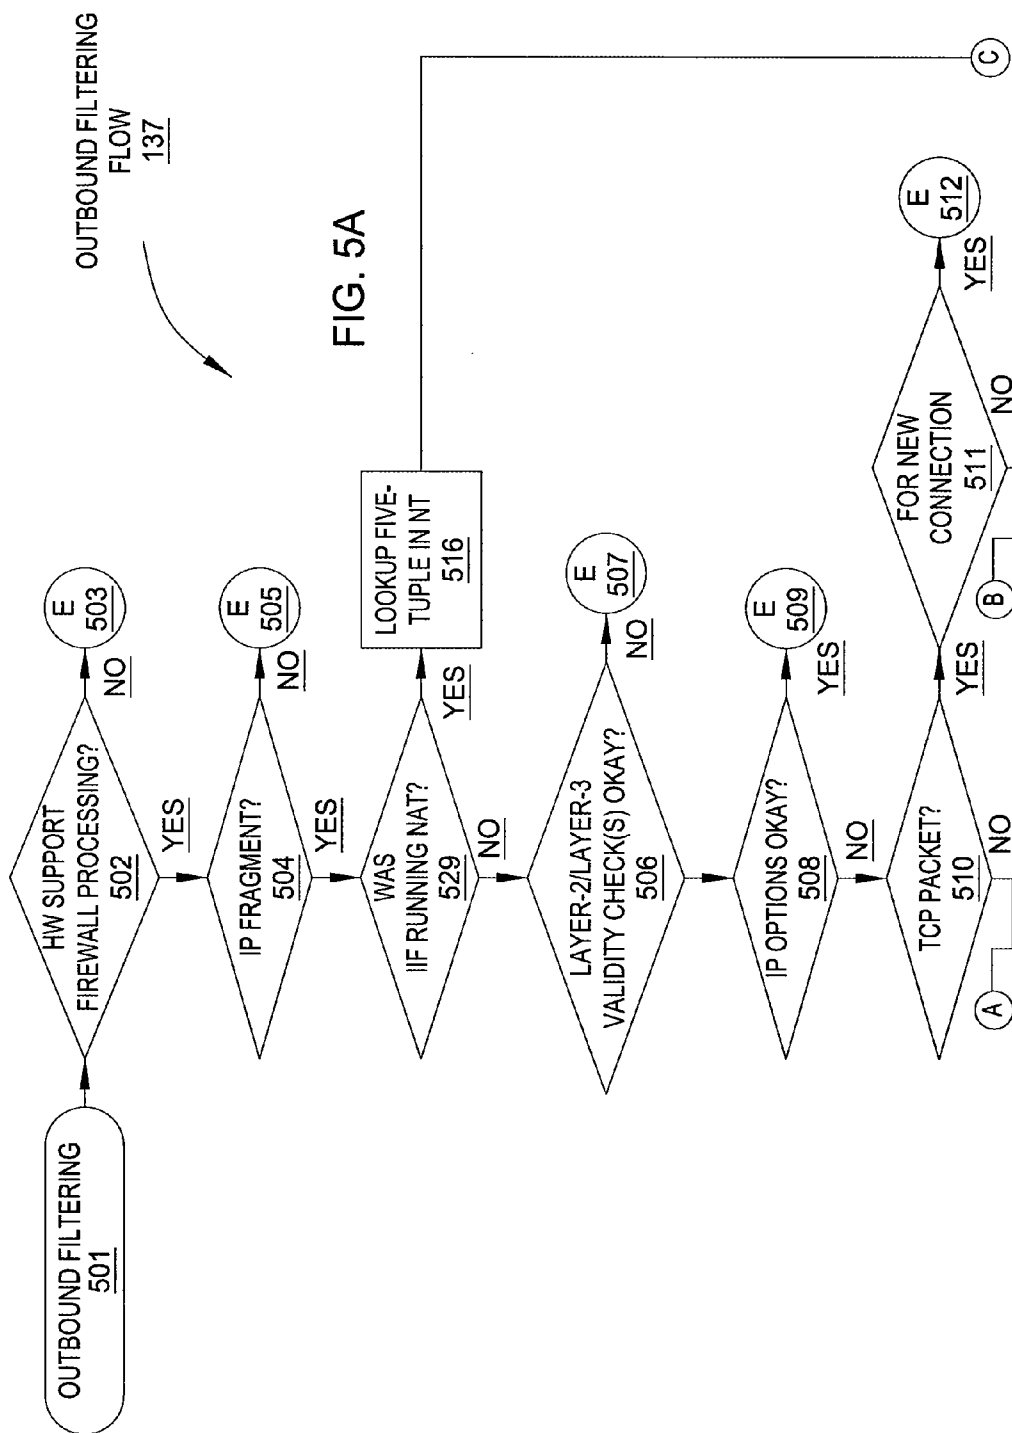 OUTBOUND FILTERING
FLOW
137
FIG. 5A
OUTBOUND FILTERING
501
HW SUPPORT
FIREWALL PROCESSING?
502
NO
E
503
YES
IP FRAGMENT?
504
NO
E
505
YES
WAS
IIF RUNNING NAT?
529
YES
LOOKUP FIVE-
TUPLE IN NT
516
C
NO
LAYER-2/LAYER-3
VALIDITY CHECK(S) OKAY?
506
NO
E
507
IP OPTIONS OKAY?
508
YES
E
509
NO
TCP PACKET?
510
YES
FOR NEW
CONNECTION
511
YES
E
512
NO
A
NO
B